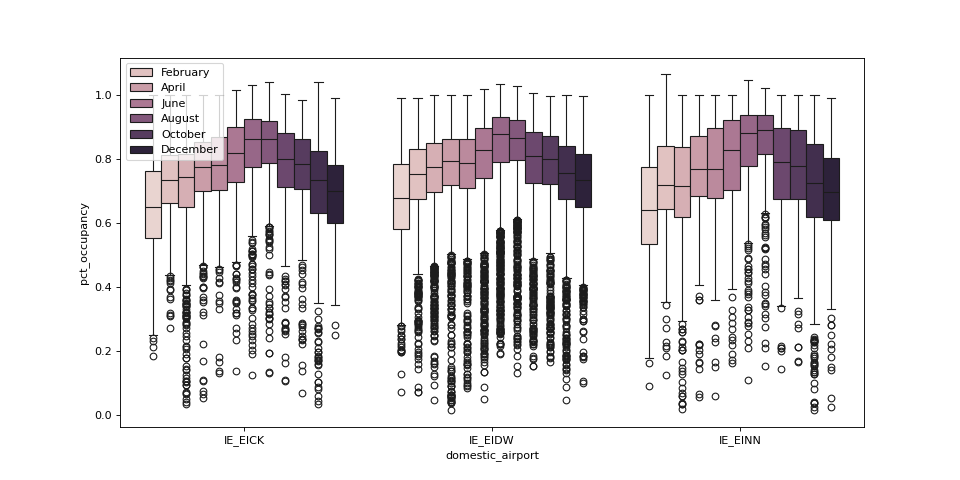 February
April
June
August
October
December
1.0
0.8
0.6
0.4
0.2
0.0
pct_occupancy
IE_EICK
IE_EIDW
IE_EINN
domestic_airport